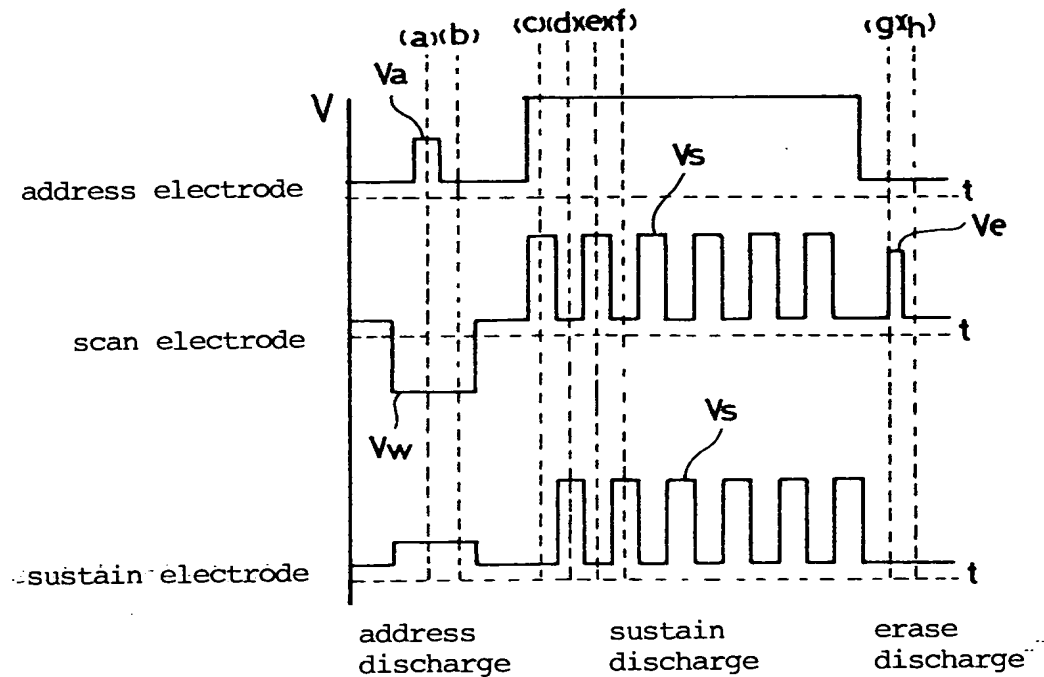 (a)(b)
(c)(d)(e)(f)
(g)(h)
Va
V
Vs
address electrode
t
Ve
scan electrode
t
Vw
Vs
sustain electrode
t
address
discharge
sustain
discharge
erase
discharge